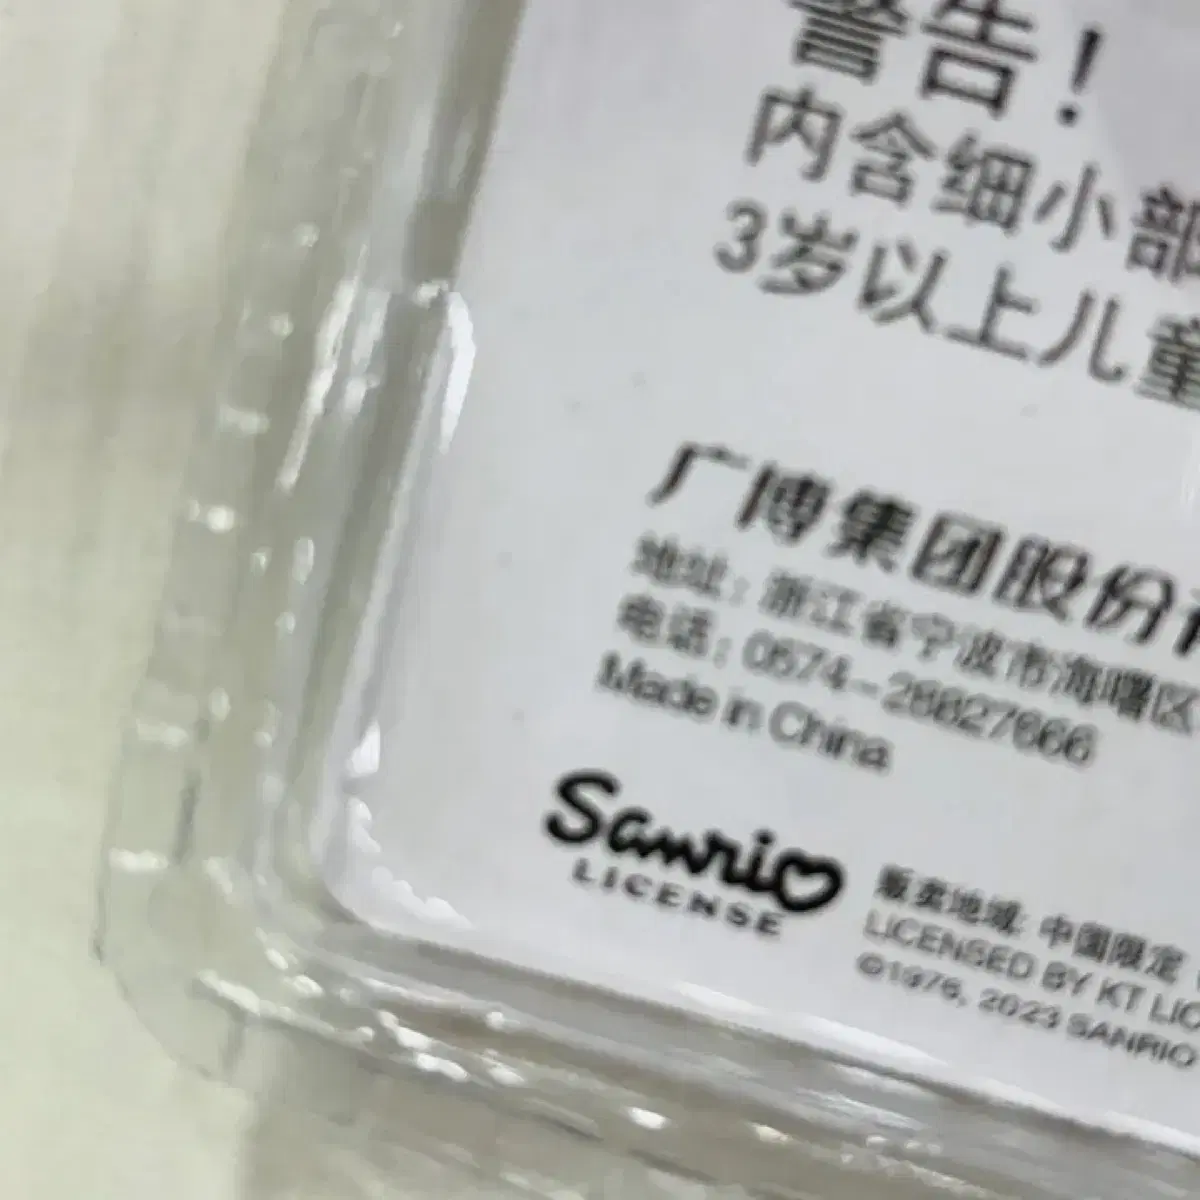 警告！
内含细小部
3岁以上儿童
广博集团股份
地址：浙江省宁波市海曙区
电话：0574-28827666
Made in China
Sanrio
LICENSE
贩卖地域: 中国限定
LICENSED BY KT LIC
©1976, 2023 SANRIO